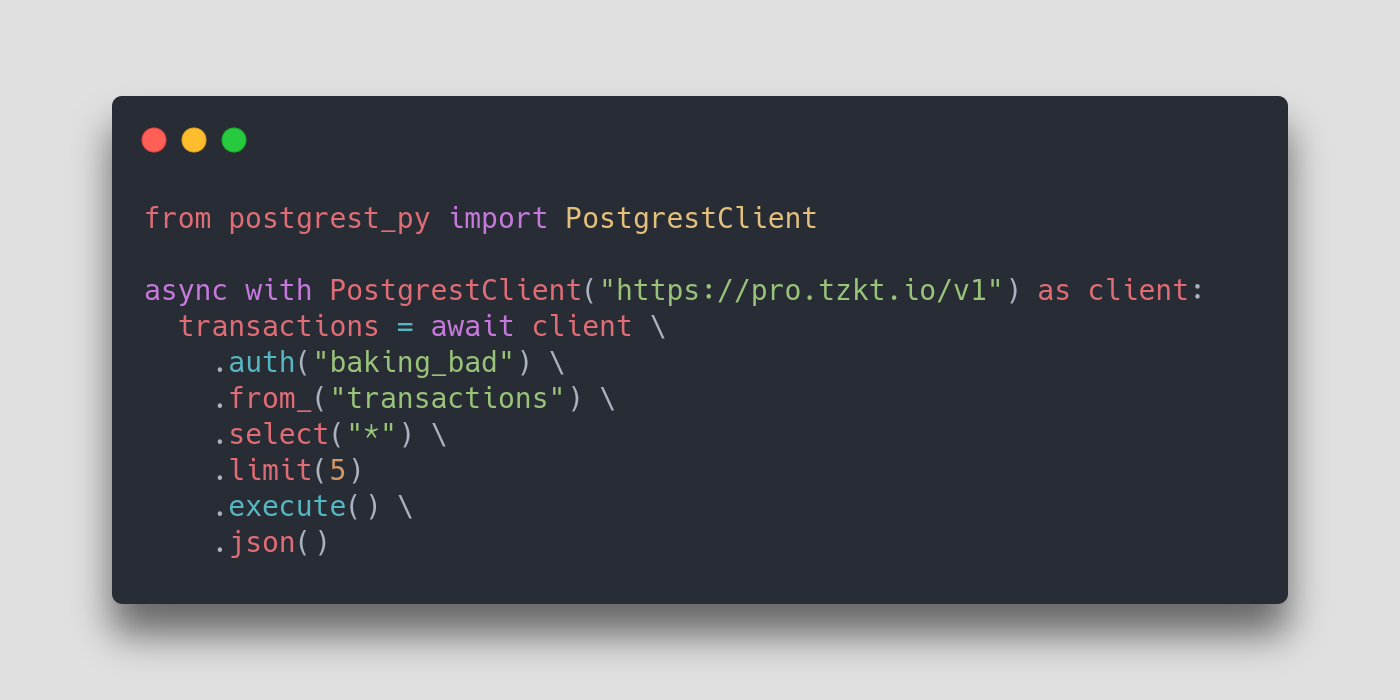 from postgrest_py import PostgrestClient

async with PostgrestClient("https://pro.tzkt.io/v1") as client:
  transactions = await client \
    .auth("baking_bad") \
    .from_("transactions") \
    .select("*") \
    .limit(5)
    .execute() \
    .json()